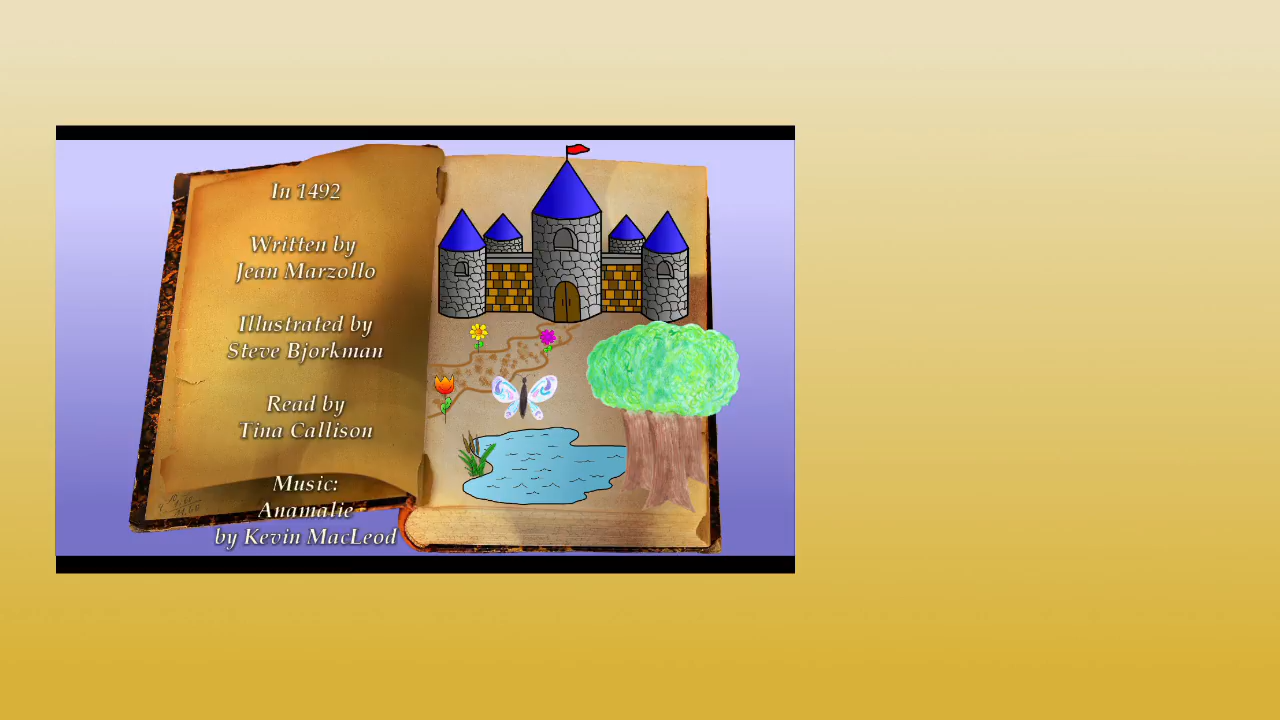 In 1492
Written by
Jean Marzollo
Illustrated by
Steve Bjorkman
Read by
Tina Callison
Music:
Anamalie
by Kevin MacLeod